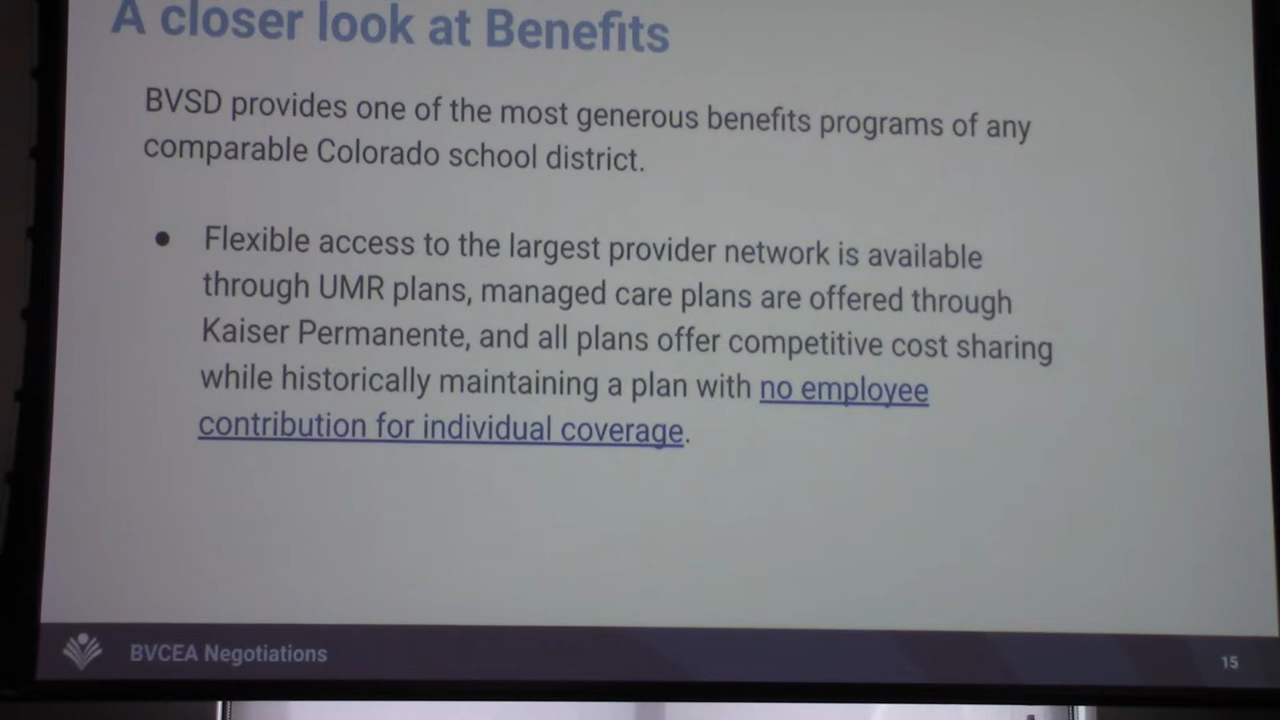 A closer look at Benefits
BVSD provides one of the most generous benefits programs of any
comparable Colorado school district.
● Flexible access to the largest provider network is available
through UMR plans, managed care plans are offered through
Kaiser Permanente, and all plans offer competitive cost sharing
while historically maintaining a plan with no employee
contribution for individual coverage.
BVCEA Negotiations
15